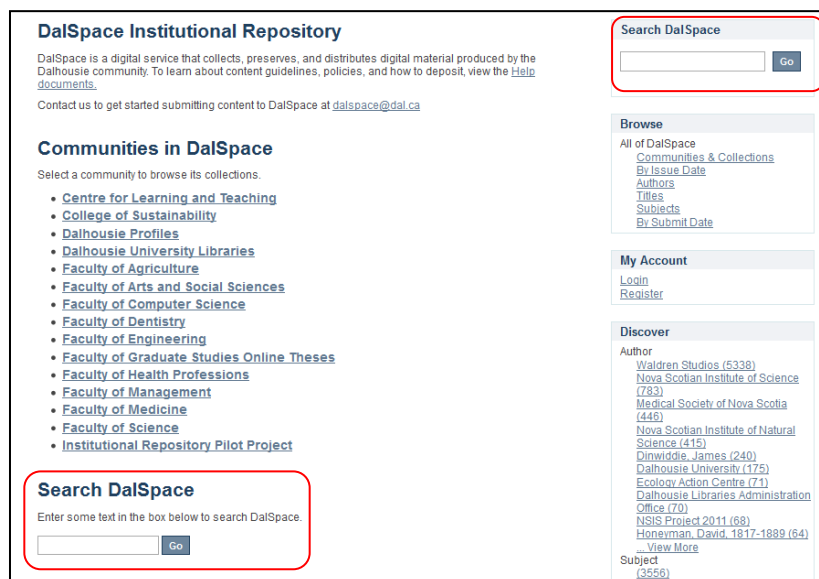 DalSpace Institutional Repository
DalSpace is a digital service that collects, preserves, and distributes digital material produced by the
Dalhousie community. To learn about content guidelines, policies, and how to deposit, view the Help
documents.
Contact us to get started submitting content to DalSpace at dalspace@dal.ca
Communities in DalSpace
Select a community to browse its collections.
• Centre for Learning and Teaching
• College of Sustainability
• Dalhousie Profiles
• Dalhousie University Libraries
• Faculty of Agriculture
• Faculty of Arts and Social Sciences
• Faculty of Computer Science
• Faculty of Dentistry
• Faculty of Engineering
• Faculty of Graduate Studies Online Theses
• Faculty of Health Professions
• Faculty of Management
• Faculty of Medicine
• Faculty of Science
• Institutional Repository Pilot Project
Search DalSpace
Enter some text in the box below to search DalSpace.
Go
Search DalSpace
Go
Browse
All of DalSpace
Communities & Collections
By Issue Date
Authors
Titles
Subjects
By Submit Date
My Account
Login
Register
Discover
Author
Waldren Studios (5338)
Nova Scotian Institute of Science
(783)
Medical Society of Nova Scotia
(446)
Nova Scotian Institute of Natural
Science (415)
Dinwiddie, James (240)
Dalhousie University (175)
Ecology Action Centre (71)
Dalhousie Libraries Administration
Office (70)
NSIS Project 2011 (68)
Honeyman, David, 1817-1889 (64)
... View More
Subject
(3556)